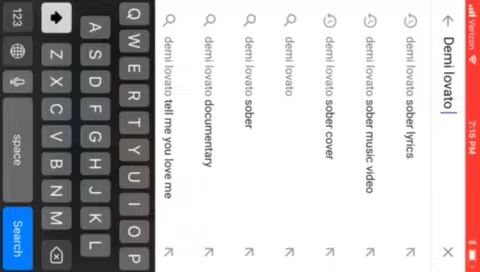 Verizon 7:15 PM
Demi lovato
demi lovato sober lyrics
demi lovato sober music video
demi lovato sober cover
demi lovato
demi lovato sober
demi lovato documentary
demi lovato tell me you love me
Q W E R T Y U I O P
A S D F G H J K L
Z X C V B N M
123 space Search